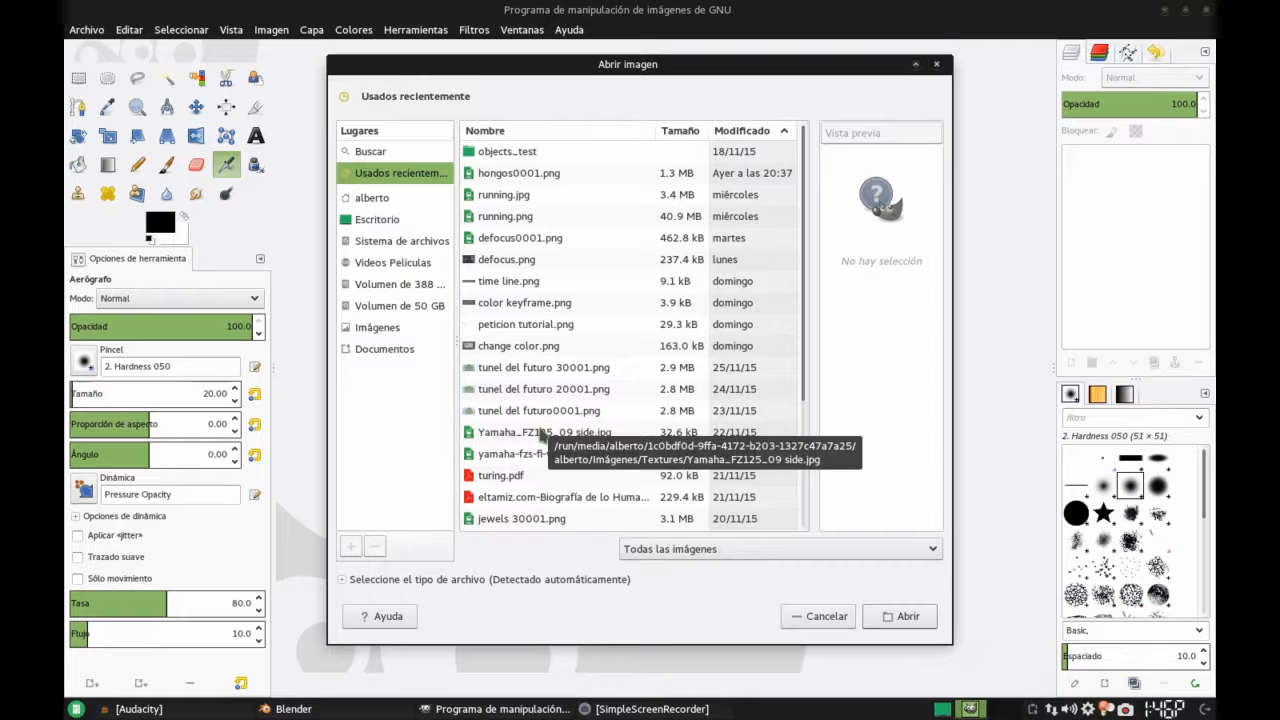 Programa de manipulación de imágenes de GNU
Archivo Editar Seleccionar Vista Imagen Capa Colores Herramientas Filtros Ventanas Ayuda
Abrir imagen
Usados recientemente
Lugares
Buscar
Usados recientem...
alberto
Escritorio
Sistema de archivos
Videos Peliculas
Volumen de 388 ...
Volumen de 50 GB
Imágenes
Documentos
Nombre Tamaño Modificado
objects_test 18/11/15
hongos0001.png 1.3 MB Ayer a las 20:37
running.jpg 3.4 MB miércoles
running.png 40.9 MB miércoles
defocus0001.png 462.8 kB martes
defocus.png 237.4 kB lunes
time line.png 9.1 kB domingo
color keyframe.png 3.9 kB domingo
peticion tutorial.png 29.3 kB domingo
change color.png 163.0 kB domingo
tunel del futuro 30001.png 2.9 MB 25/11/15
tunel del futuro 20001.png 2.8 MB 24/11/15
tunel del futuro0001.png 2.8 MB 23/11/15
Yamaha_FZ125_09 side.jpg 32.6 kB 22/11/15
yamaha-fzs-fi-
/run/media/alberto/1c0bdf0d-9ffa-4172-b203-1327c47a7a25/
alberto/Imágenes/Textures/Yamaha_FZ125_09 side.jpg
turing.pdf 92.0 kB 21/11/15
eltamiz.com-Biografía de lo Huma... 229.4 kB 21/11/15
jewels 30001.png 3.1 MB 20/11/15
Vista previa
No hay selección
Todas las imágenes
Seleccione el tipo de archivo (Detectado automáticamente)
Ayuda
Cancelar
Abrir
Opciones de herramienta
Aerógrafo
Modo: Normal
Opacidad 100.0
Pincel
2. Hardness 050
Tamaño 20.00
Proporción de aspecto 0.00
Ángulo 0.00
Dinámica
Pressure Opacity
Opciones de dinámica
Aplicar «jitter»
Trazado suave
Sólo movimiento
Tasa 80.0
Flujo 10.0
Modo: Normal
Opacidad 100.0
Bloquear:
filtro
2. Hardness 050 (51 × 51)
Basic,
Espaciado 10.0
[Audacity]
Blender
Programa de manipulación...
[SimpleScreenRecorder]
1:46P